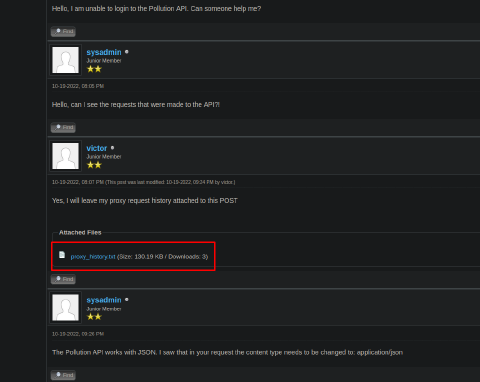 Hello, I am unable to login to the Pollution API. Can someone help me?
Find
sysadmin
Junior Member
10-19-2022, 09:05 PM
Hello, can I see the requests that were made to the API?!
Find
victor
Junior Member
10-19-2022, 09:07 PM (This post was last modified: 10-19-2022, 09:24 PM by victor.)
Yes, I will leave my proxy request history attached to this POST
Attached Files
proxy_history.txt (Size: 130.19 KB / Downloads: 3)
Find
sysadmin
Junior Member
10-19-2022, 09:26 PM
The Pollution API works with JSON. I saw that in your request the content type needs to be changed to: application/json
Find